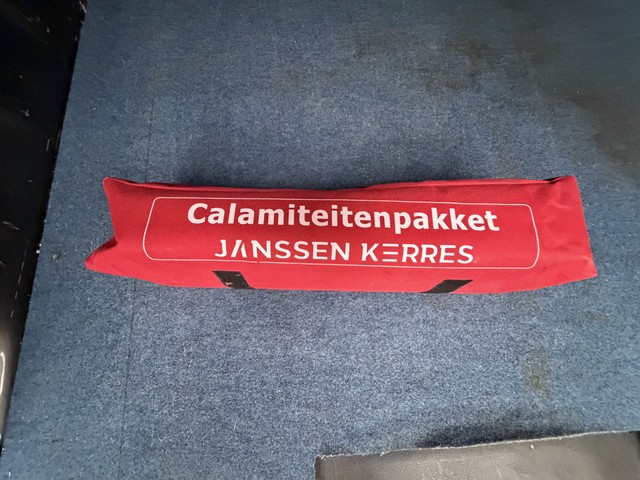 Calamiteitenpakket
JANSSEN KERRES